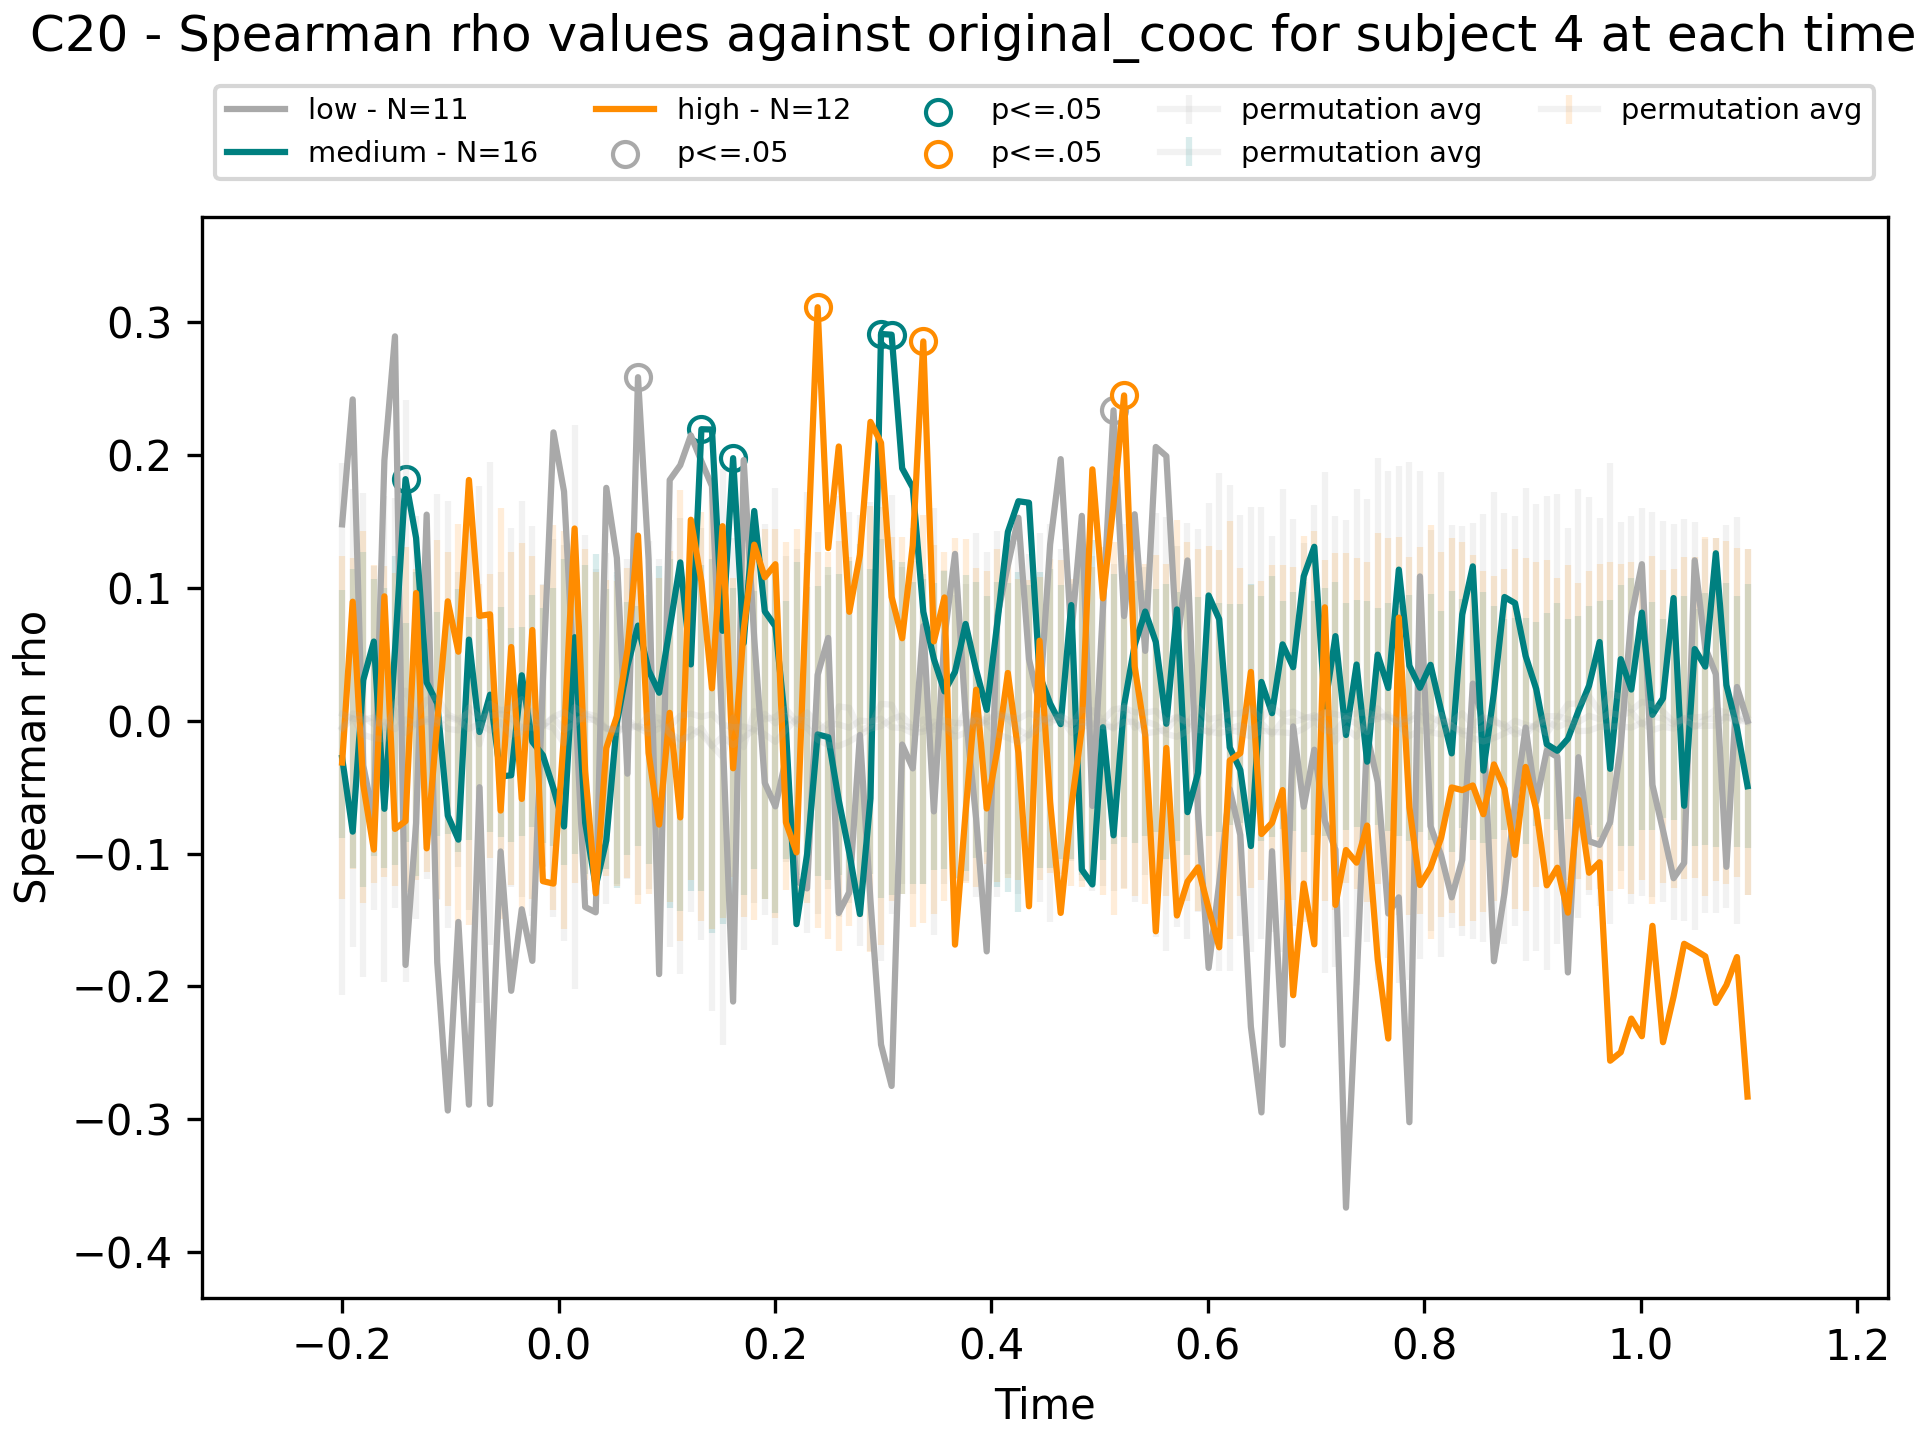 C20 - Spearman rho values against original_cooc for subject 4 at each time
low - N=11
medium - N=16
high - N=12
p<=.05
p<=.05
p<=.05
permutation avg
permutation avg
permutation avg
Spearman rho
0.3
0.2
0.1
0.0
−0.1
−0.2
−0.3
−0.4
−0.2 0.0 0.2 0.4 0.6 0.8 1.0 1.2
Time